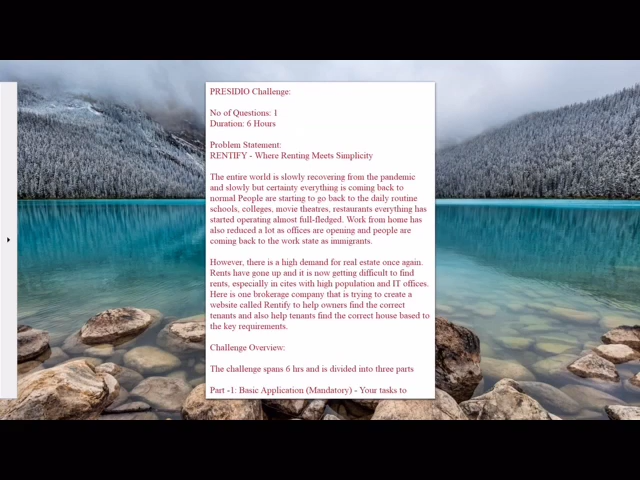 PRESIDIO Challenge:
No of Questions: 1
Duration: 6 Hours
Problem Statement:
RENTIFY - Where Renting Meets Simplicity
The entire world is slowly recovering from the pandemic
and slowly but certainty everything is coming back to
normal People are starting to go back to the daily routine
schools, colleges, movie theatres, restaurants everything has
started operating almost full-fledged. Work from home has
also reduced a lot as offices are opening and people are
coming back to the work state as immigrants.
However, there is a high demand for real estate once again.
Rents have gone up and it is now getting difficult to find
rents, especially in cites with high population and IT offices.
Here is one brokerage company that is trying to create a
website called Rentify to help owners find the correct
tenants and also help tenants find the correct house based to
the key requirements.
Challenge Overview:
The challenge spans 6 hrs and is divided into three parts
Part -1: Basic Application (Mandatory) - Your tasks to